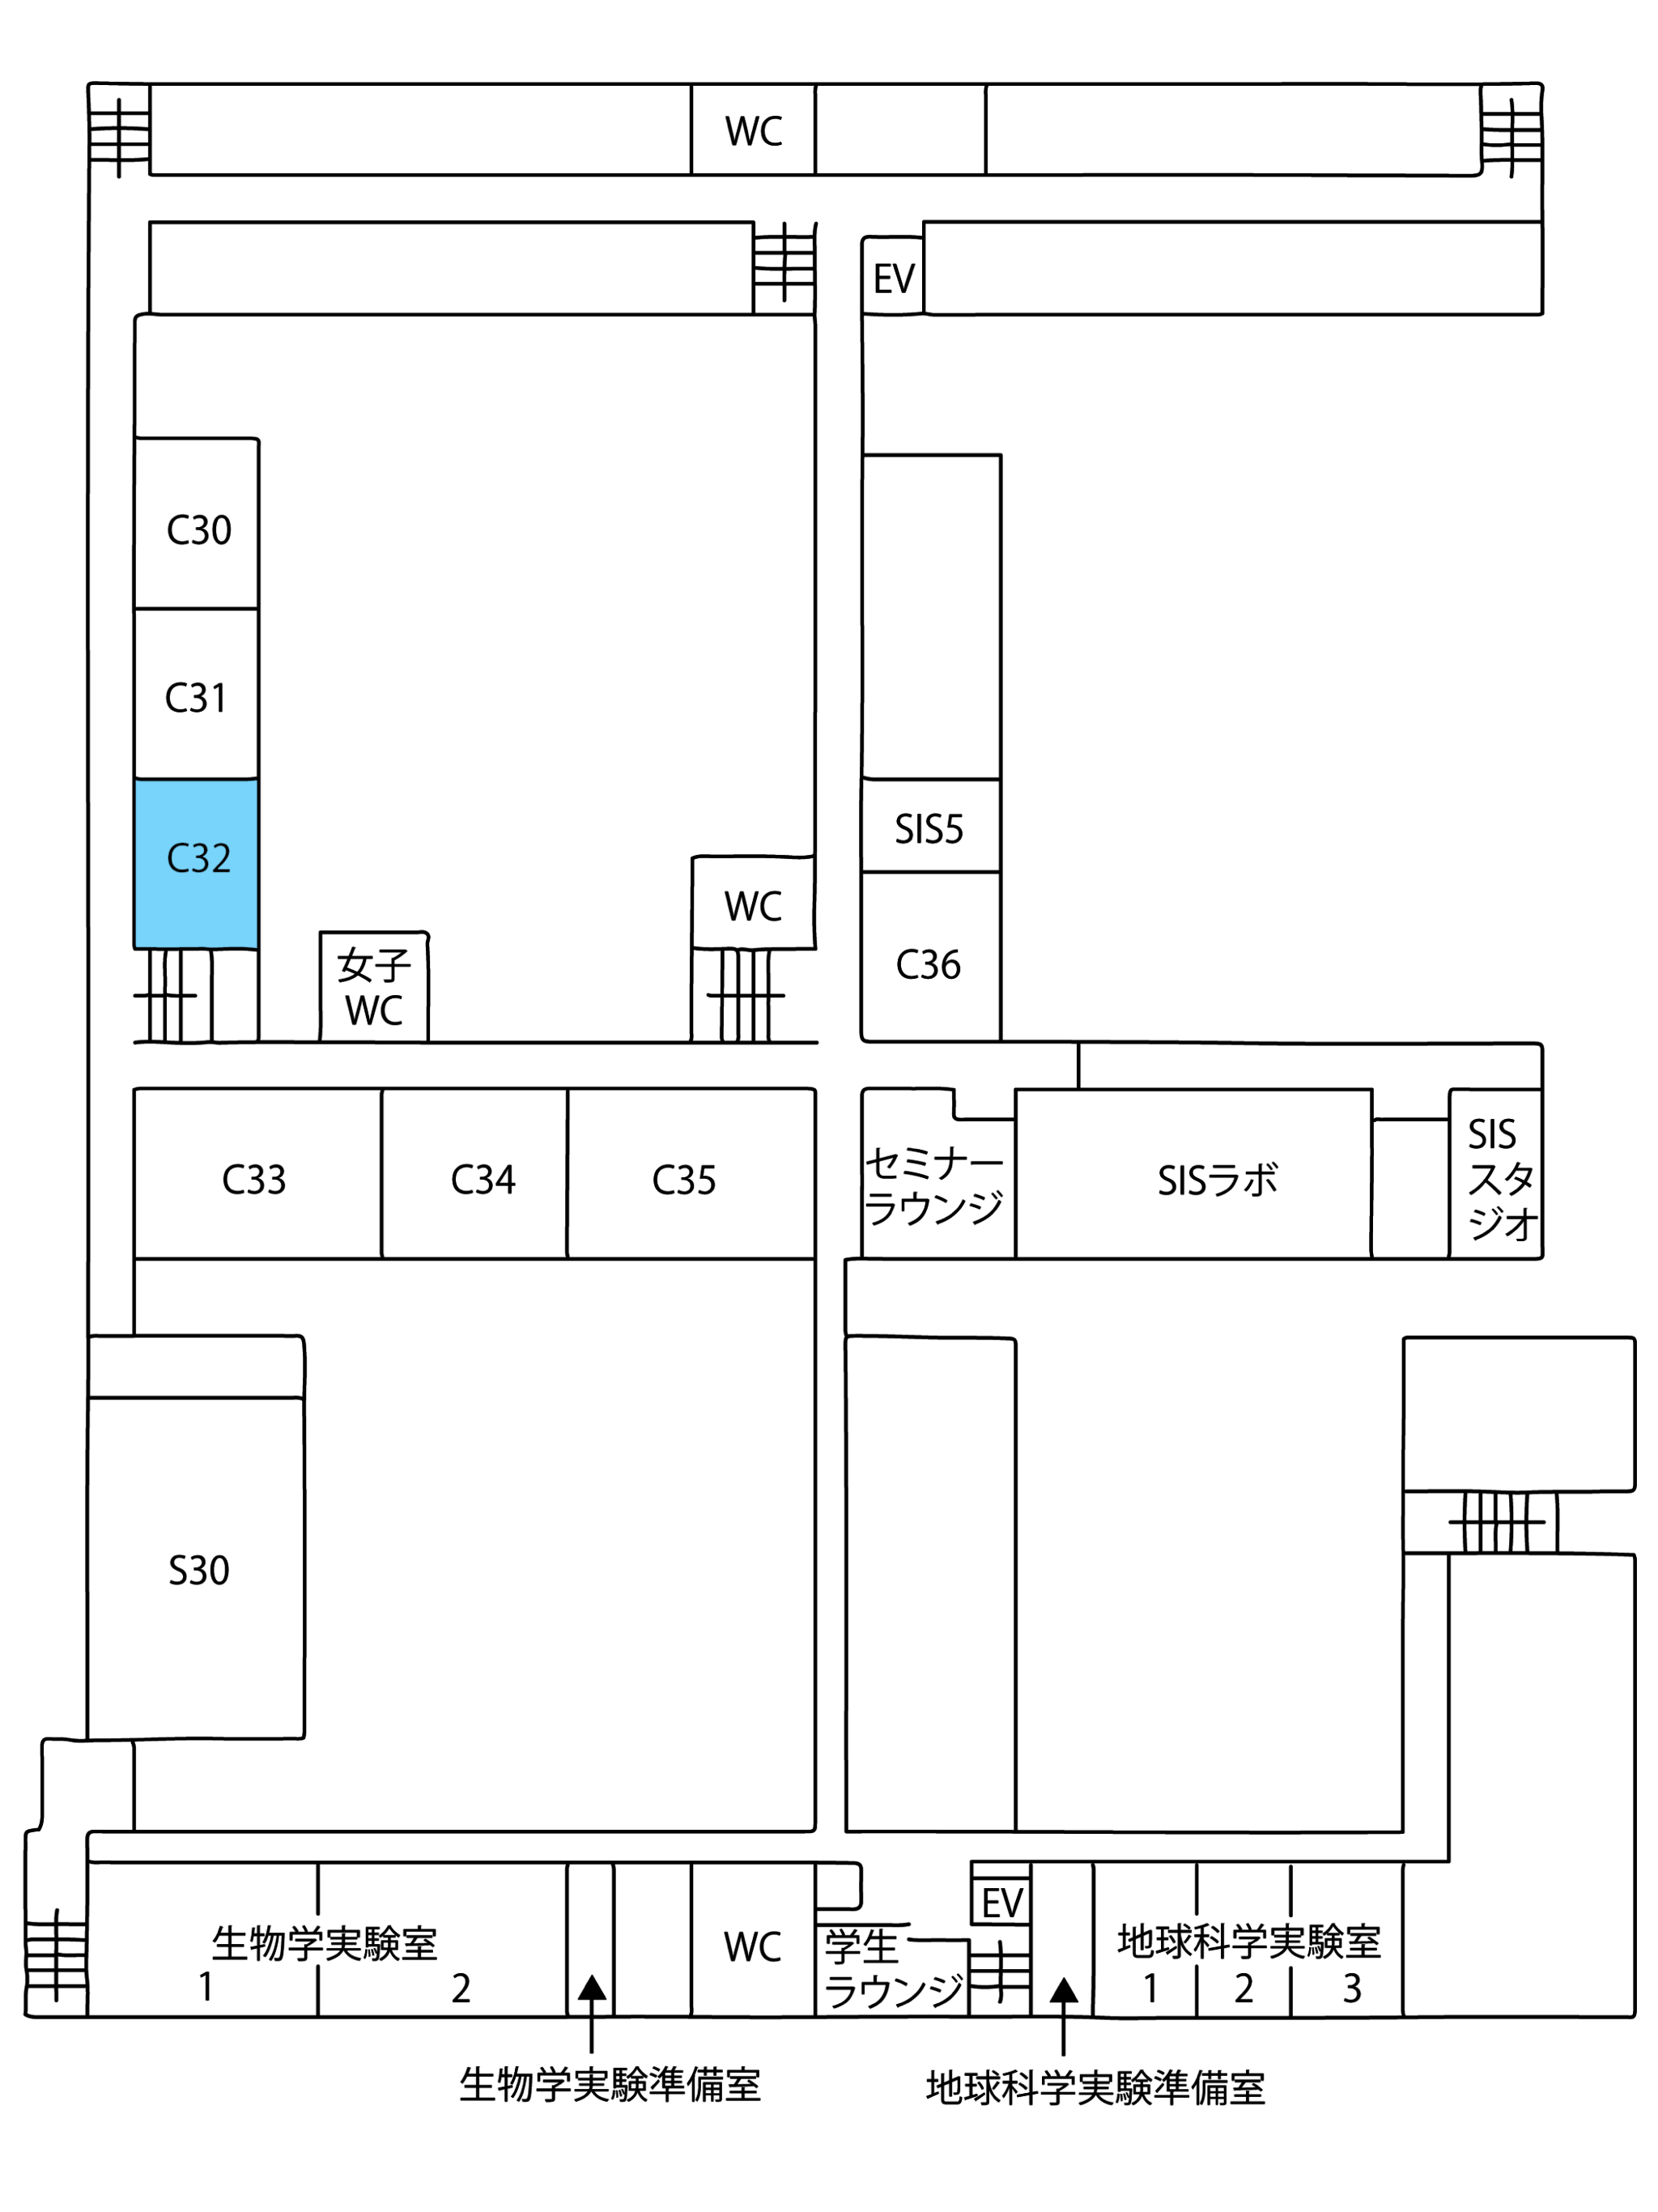 WC
EV
C30
C31
C32
SIS5
WC
女子
WC
C36
C33
C34
C35
セミナー
ラウンジ
SISラボ
SIS
スタ
ジオ
S30
生物学実験室
1
2
WC
学生
ラウンジ
EV
地球科学実験室
1
2
3
生物学実験準備室
地球科学実験準備室